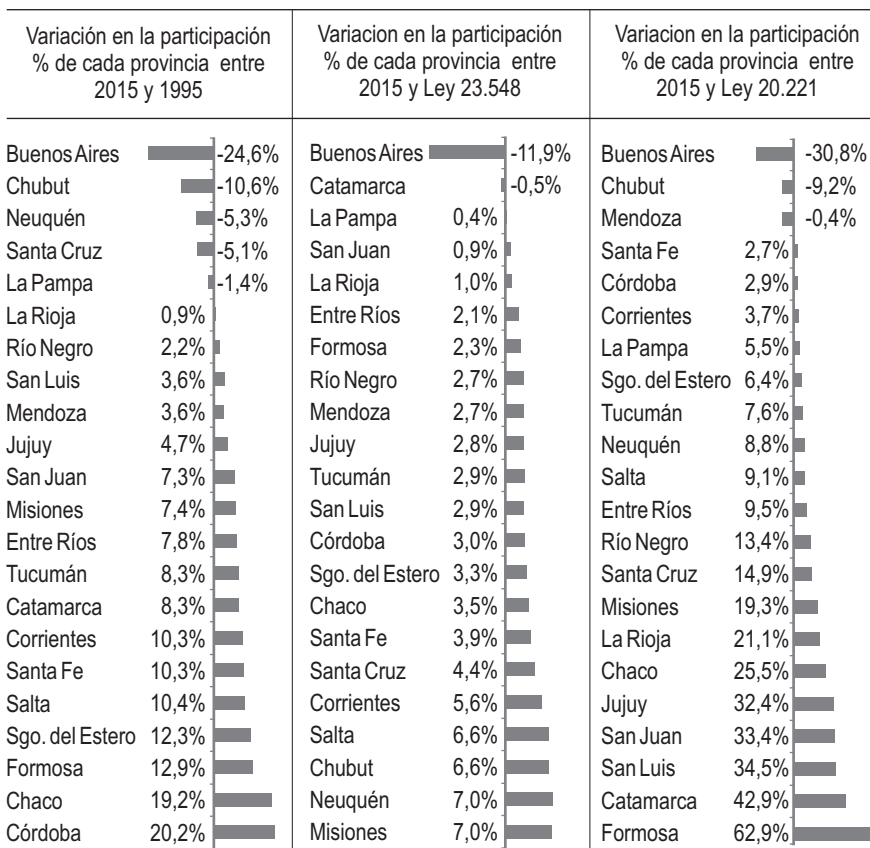 Variación en la participación
% de cada provincia entre
2015 y 1995
Buenos Aires -24,6%
Chubut -10,6%
Neuquén -5,3%
Santa Cruz -5,1%
La Pampa -1,4%
La Rioja 0,9%
Río Negro 2,2%
San Luis 3,6%
Mendoza 3,6%
Jujuy 4,7%
San Juan 7,3%
Misiones 7,4%
Entre Ríos 7,8%
Tucumán 8,3%
Catamarca 8,3%
Corrientes 10,3%
Santa Fe 10,3%
Salta 10,4%
Sgo. del Estero 12,3%
Formosa 12,9%
Chaco 19,2%
Córdoba 20,2%
Variacion en la participación
% de cada provincia entre
2015 y Ley 23.548
Buenos Aires -11,9%
Catamarca -0,5%
La Pampa 0,4%
San Juan 0,9%
La Rioja 1,0%
Entre Ríos 2,1%
Formosa 2,3%
Río Negro 2,7%
Mendoza 2,7%
Jujuy 2,8%
Tucumán 2,9%
San Luis 2,9%
Córdoba 3,0%
Sgo. del Estero 3,3%
Chaco 3,5%
Santa Fe 3,9%
Santa Cruz 4,4%
Corrientes 5,6%
Salta 6,6%
Chubut 6,6%
Neuquén 7,0%
Misiones 7,0%
Variacion en la participación
% de cada provincia entre
2015 y Ley 20.221
Buenos Aires -30,8%
Chubut -9,2%
Mendoza -0,4%
Santa Fe 2,7%
Córdoba 2,9%
Corrientes 3,7%
La Pampa 5,5%
Sgo. del Estero 6,4%
Tucumán 7,6%
Neuquén 8,8%
Salta 9,1%
Entre Ríos 9,5%
Río Negro 13,4%
Santa Cruz 14,9%
Misiones 19,3%
La Rioja 21,1%
Chaco 25,5%
Jujuy 32,4%
San Juan 33,4%
San Luis 34,5%
Catamarca 42,9%
Formosa 62,9%